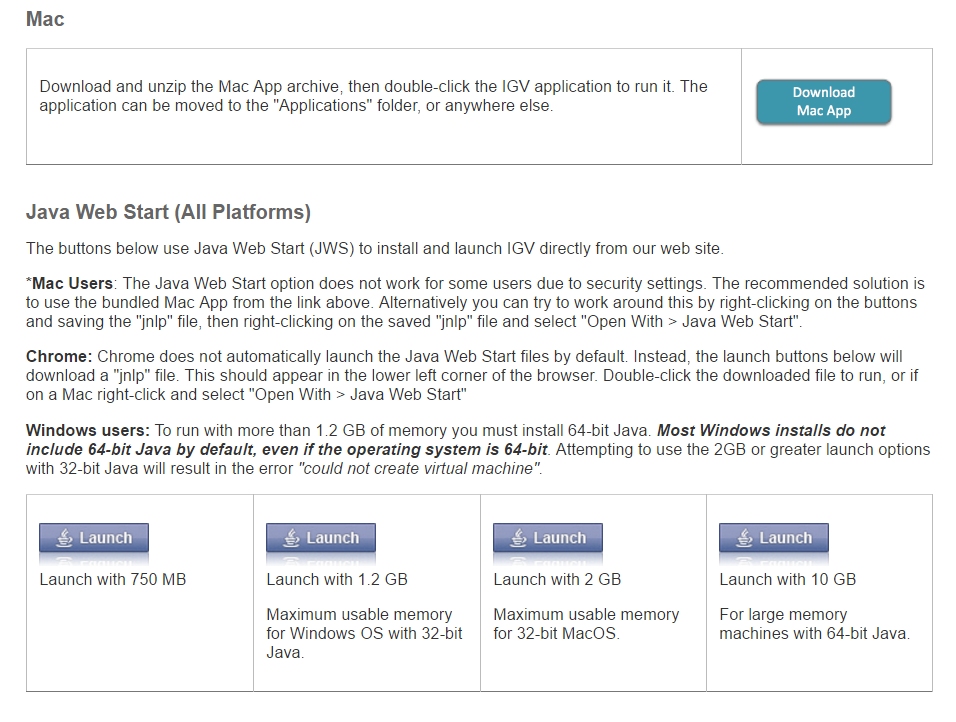 Mac
Download and unzip the Mac App archive, then double-click the IGV application to run it. The
application can be moved to the "Applications" folder, or anywhere else.
Download
Mac App
Java Web Start (All Platforms)
The buttons below use Java Web Start (JWS) to install and launch IGV directly from our web site.
*Mac Users: The Java Web Start option does not work for some users due to security settings. The recommended solution is
to use the bundled Mac App from the link above. Alternatively you can try to work around this by right-clicking on the buttons
and saving the "jnlp" file, then right-clicking on the saved "jnlp" file and select "Open With > Java Web Start".
Chrome: Chrome does not automatically launch the Java Web Start files by default. Instead, the launch buttons below will
download a "jnlp" file. This should appear in the lower left corner of the browser. Double-click the downloaded file to run, or if
on a Mac right-click and select "Open With > Java Web Start"
Windows users: To run with more than 1.2 GB of memory you must install 64-bit Java. Most Windows installs do not
include 64-bit Java by default, even if the operating system is 64-bit. Attempting to use the 2GB or greater launch options
with 32-bit Java will result in the error "could not create virtual machine".
Launch
Launch with 750 MB
Launch
Launch with 1.2 GB
Maximum usable memory
for Windows OS with 32-bit
Java.
Launch
Launch with 2 GB
Maximum usable memory
for 32-bit MacOS.
Launch
Launch with 10 GB
For large memory
machines with 64-bit Java.